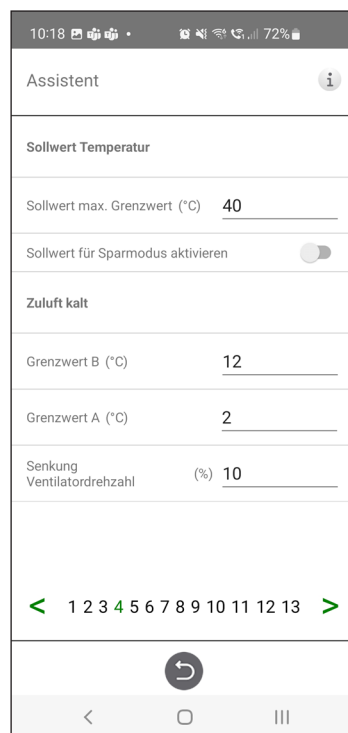 10:18 72%
Assistent i
Sollwert Temperatur
Sollwert max. Grenzwert (°C) 40
Sollwert für Sparmodus aktivieren
Zuluft kalt
Grenzwert B (°C) 12
Grenzwert A (°C) 2
Senkung
Ventilatordrehzahl (%) 10
< 1 2 3 4 5 6 7 8 9 10 11 12 13 >